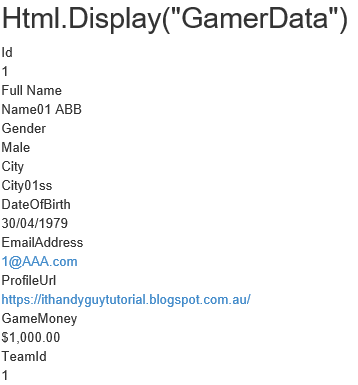 Html.Display("GamerData")
Id
1
Full Name
Name01 ABB
Gender
Male
City
City01ss
DateOfBirth
30/04/1979
EmailAddress
1@AAA.com
ProfileUrl
https://ithandyguytutorial.blogspot.com.au/
GameMoney
$1,000.00
TeamId
1